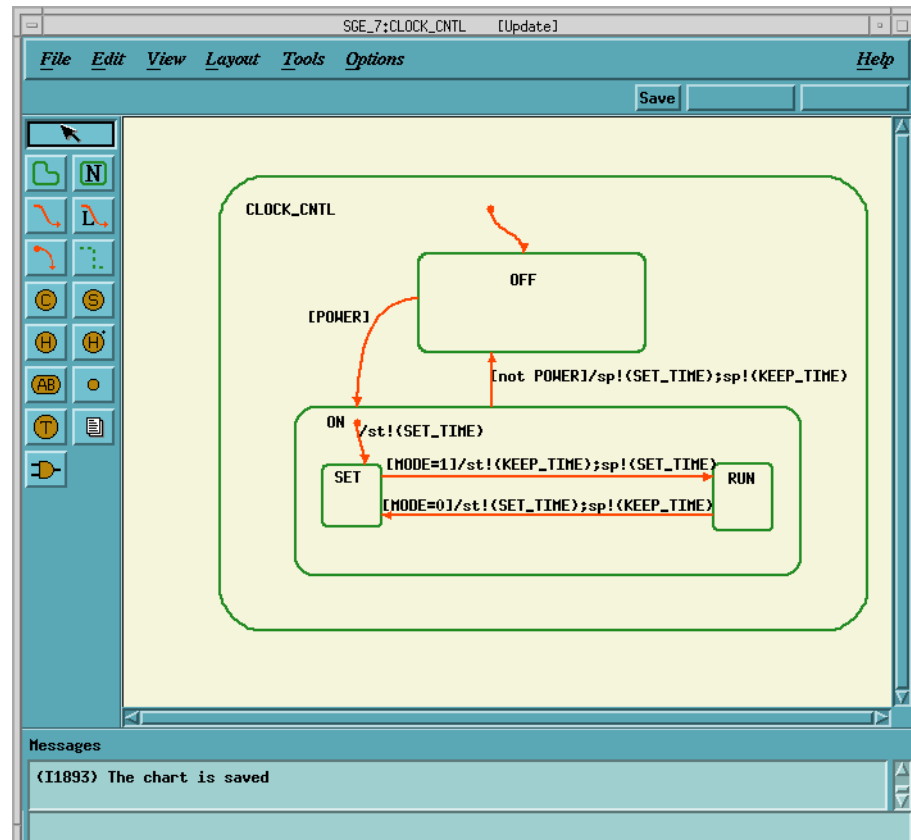 SGE_7:CLOCK_CNTL [Update]
File Edit View Layout Tools Options Help
Save
N
L
C S
H H*
AB
T
CLOCK_CNTL
OFF
[POWER]
[not POWER]/sp!(SET_TIME);sp!(KEEP_TIME)
ON
/st!(SET_TIME)
[MODE=1]/st!(KEEP_TIME);sp!(SET_TIME)
SET
RUN
[MODE=0]/st!(SET_TIME);sp!(KEEP_TIME)
Messages
(I1893) The chart is saved